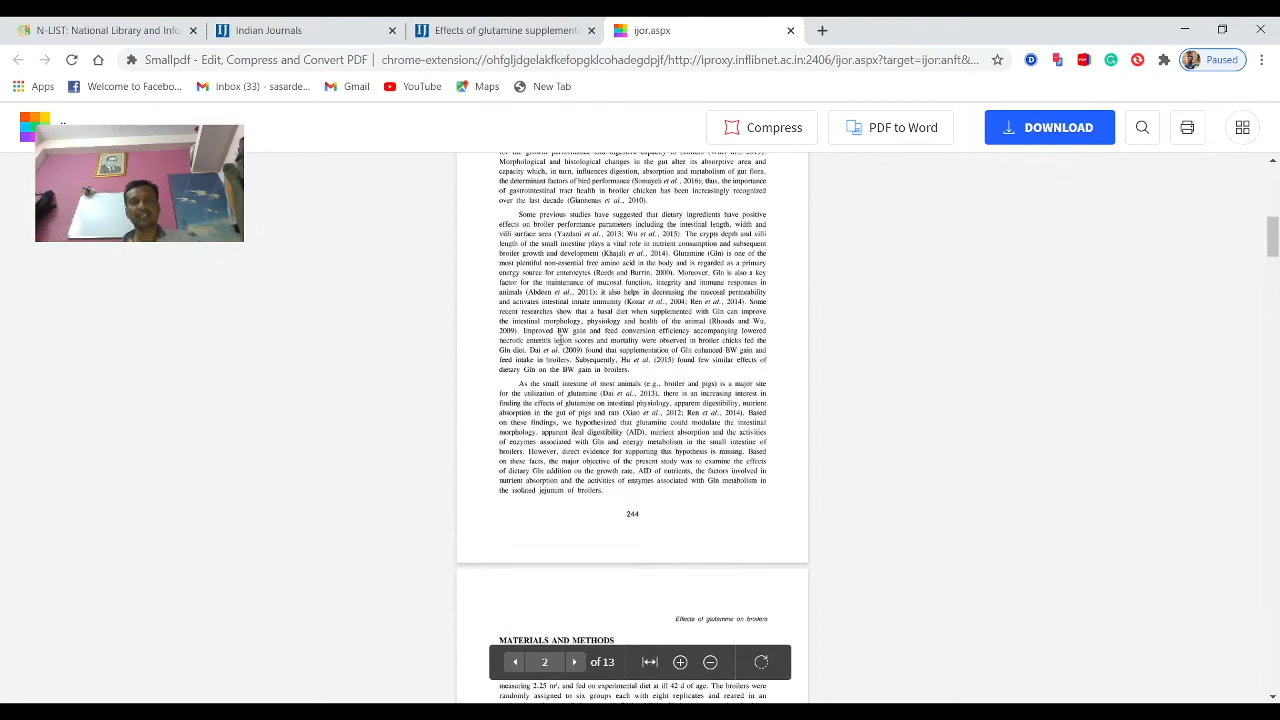 N-LIST: National Library and Infor
Indian Journals
Effects of glutamine supplement
ijor.aspx
Smallpdf - Edit, Compress and Convert PDF | chrome-extension://ohfgljdgelakfkefopgklcohadegdpjf/http://iproxy.inflibnet.ac.in:2406/ijor.aspx?target=ijor:anft&...
Paused
Apps
Welcome to Facebo...
Inbox (33) - sasarde...
Gmail
YouTube
Maps
New Tab
Compress
PDF to Word
DOWNLOAD
Morphological and histological changes in the gut alter its absorptive area and
capacity which, in turn, influences digestion, absorption and metabolism of gut flora,
the determinant factors of bird performance (Soniayeh et al., 2016); thus, the importance
of gastrointestinal tract health in broiler chicken has been increasingly recognized
over the last decade (Giannenas et al., 2010).
Some previous studies have suggested that dietary ingredients have positive
effects on broiler performance parameters including the intestinal length, width and
villi surface area (Yazdani et al., 2013; Wu et al., 2015). The crypts depth and villi
length of the small intestine plays a vital role in nutrient consumption and subsequent
broiler growth and development (Khajali et al., 2014). Glutamine (Gln) is one of the
most plentiful non-essential free amino acid in the body and is regarded as a primary
energy source for enterocytes (Reeds and Burrin, 2000). Moreover, Gln is also a key
factor for the maintenance of mucosal function, integrity and immune responses in
animals (Abdeen et al., 2011); it also helps in decreasing the mucosal permeability
and activates intestinal innate immunity (Kozar et al., 2004; Ren et al., 2014). Some
recent researches show that a basal diet when supplemented with Gln can improve
the intestinal morphology, physiology and health of the animal (Rhoads and Wu,
2009). Improved BW gain and feed conversion efficiency accompanying lowered
necrotic enteritis lesion scores and mortality were observed in broiler chicks fed the
Gln diet. Dai et al. (2009) found that supplementation of Gln enhanced BW gain and
feed intake in broilers. Subsequently, Hu et al. (2015) found few similar effects of
dietary Gln on the BW gain in broilers.
As the small intestine of most animals (e.g., broiler and pigs) is a major site
for the utilization of glutamine (Dai et al., 2013), there is an increasing interest in
finding the effects of glutamine on intestinal physiology, apparent digestibility, nutrient
absorption in the gut of pigs and rats (Xiao et al., 2012; Ren et al., 2014). Based
on these findings, we hypothesized that glutamine could modulate the intestinal
morphology, apparent ileal digestibility (AID), nutrient absorption and the activities
of enzymes associated with Gln and energy metabolism in the small intestine of
broilers. However, direct evidence for supporting this hypothesis is missing. Based
on these facts, the major objective of the present study was to examine the effects
of dietary Gln addition on the growth rate, AID of nutrients, the factors involved in
nutrient absorption and the activities of enzymes associated with Gln metabolism in
the isolated jejunum of broilers.
244
Effects of glutamine on broilers
MATERIALS AND METHODS
2 of 13
measuring 2.25 m², and fed on experimental diet at ill 42 d of age. The broilers were
randomly assigned to six groups each with eight replicates and reared in an